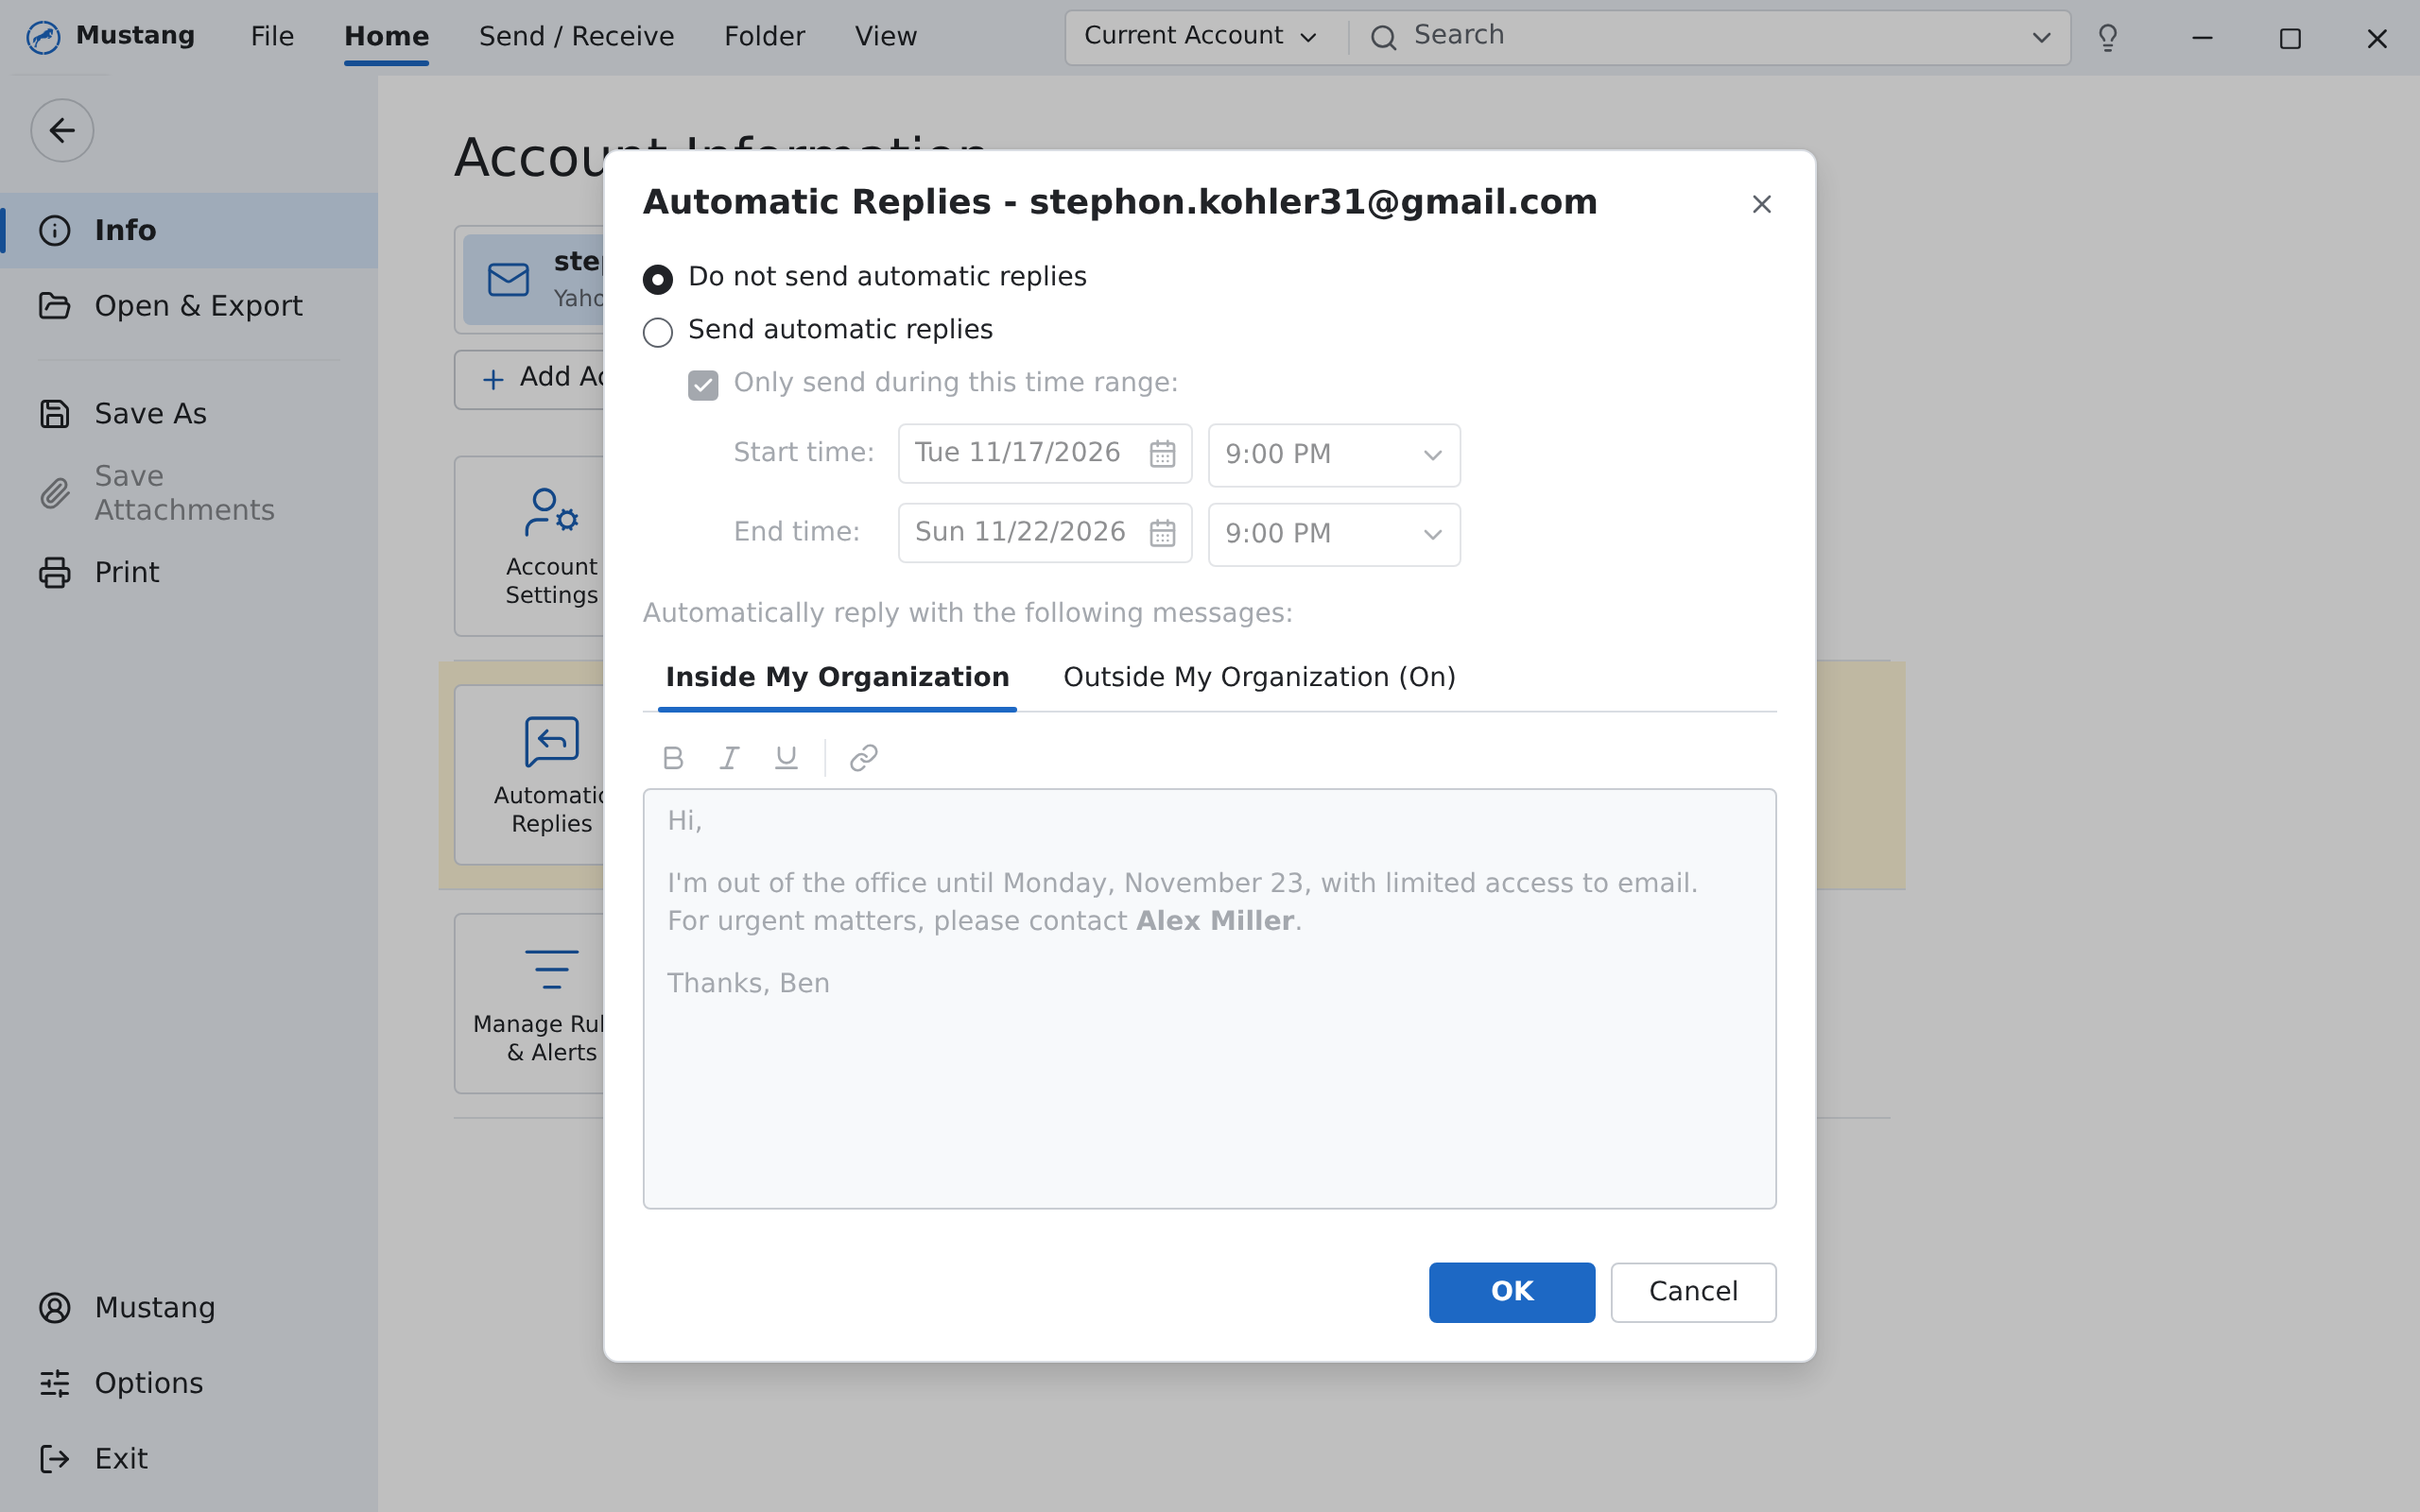 Mustang
File
Home
Send / Receive
Folder
View
Current Account
Search
Info
Open & Export
Save As
Save
Attachments
Print
Mustang
Options
Exit
Account Information
Account
Settings
Automatic
Replies
& Alerts
Automatic Replies - stephon.kohler31@gmail.com
Do not send automatic replies
Send automatic replies
Only send during this time range:
Start time:
Tue 11/17/2026
9:00 PM
End time:
Sun 11/22/2026
9:00 PM
Automatically reply with the following messages:
Inside My Organization
Outside My Organization (On)
Hi,
I'm out of the office until Monday, November 23, with limited access to email.
For urgent matters, please contact Alex Miller.
Thanks, Ben
OK
Cancel